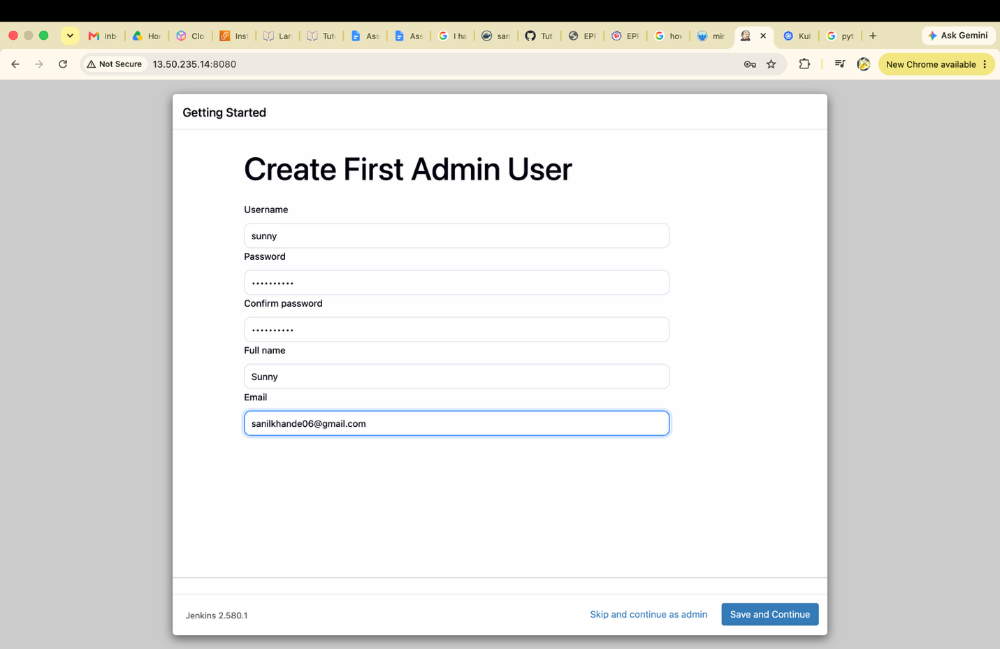 Inb
Hor
Clo
Inst
Lar
Tut
Ass
Ass
I ha
san
Tut
EPF
EPF
hov
mir
Kul
pyt
Ask Gemini
Not Secure
13.50.235.14:8080
New Chrome available
Getting Started
Create First Admin User
Username
sunny
Password
••••••••••
Confirm password
••••••••••
Full name
Sunny
Email
sanilkhande06@gmail.com
Jenkins 2.580.1
Skip and continue as admin
Save and Continue